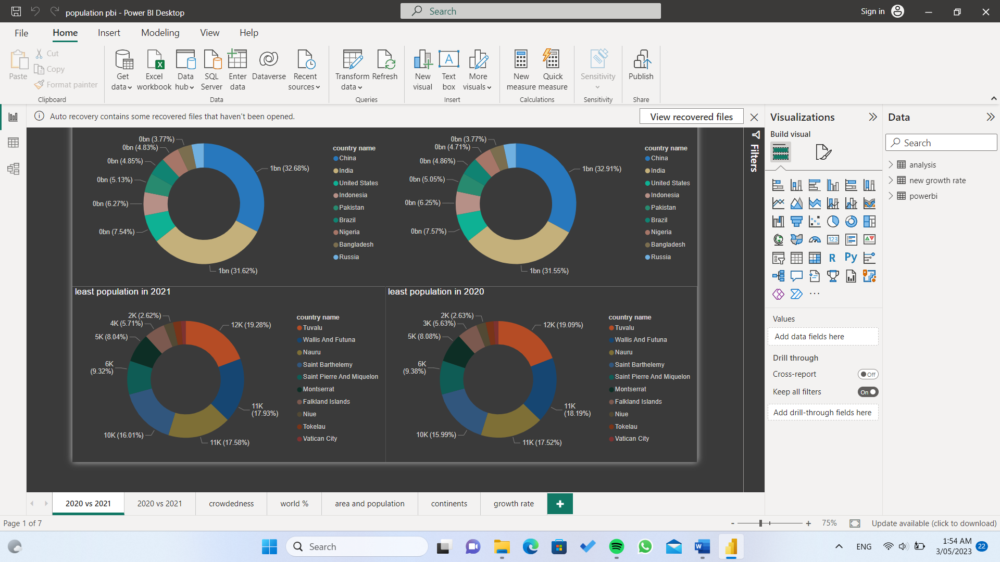 population pbi - Power BI Desktop
Search
Sign in
File
Home
Insert
Modeling
View
Help
Paste
Cut
Copy
Format painter
Clipboard
Get data
Excel workbook
Data hub
SQL Server
Enter data
Dataverse
Recent sources
Data
Transform data
Refresh
Queries
New visual
Text box
More visuals
Insert
New measure
Quick measure
Calculations
Sensitivity
Sensitivity
Publish
Share
Auto recovery contains some recovered files that haven't been opened.
View recovered files
0bn (3.77%)
0bn (4.83%)
0bn (4.85%)
0bn (5.13%)
0bn (6.27%)
0bn (7.54%)
1bn (32.68%)
1bn (31.62%)
country name
China
India
United States
Indonesia
Pakistan
Brazil
Nigeria
Bangladesh
Russia
0bn (3.77%)
0bn (4.71%)
0bn (4.86%)
0bn (5.05%)
0bn (6.25%)
0bn (7.57%)
1bn (32.91%)
1bn (31.55%)
country name
China
India
United States
Indonesia
Pakistan
Brazil
Nigeria
Bangladesh
Russia
least population in 2021
2K (2.62%)
4K (5.71%)
5K (8.04%)
6K
(9.32%)
10K (16.01%)
12K (19.28%)
11K
(17.93%)
11K (17.58%)
country name
Tuvalu
Wallis And Futuna
Nauru
Saint Barthelemy
Saint Pierre And Miquelon
Montserrat
Falkland Islands
Niue
Tokelau
Vatican City
least population in 2020
2K (2.63%)
3K (5.63%)
5K (8.08%)
6K
(9.38%)
10K (15.99%)
12K (19.09%)
11K
(18.19%)
11K (17.52%)
country name
Tuvalu
Wallis And Futuna
Nauru
Saint Barthelemy
Saint Pierre And Miquelon
Montserrat
Falkland Islands
Niue
Tokelau
Vatican City
Filters
Visualizations
Build visual
123
R
Py
Values
Add data fields here
Drill through
Cross-report
Off
Keep all filters
On
Add drill-through fields here
Data
Search
analysis
new growth rate
powerbi
2020 vs 2021
2020 vs 2021
crowdedness
world %
area and population
continents
growth rate
Page 1 of 7
75%
Update available (click to download)
Search
ENG
1:54 AM
3/05/2023
22